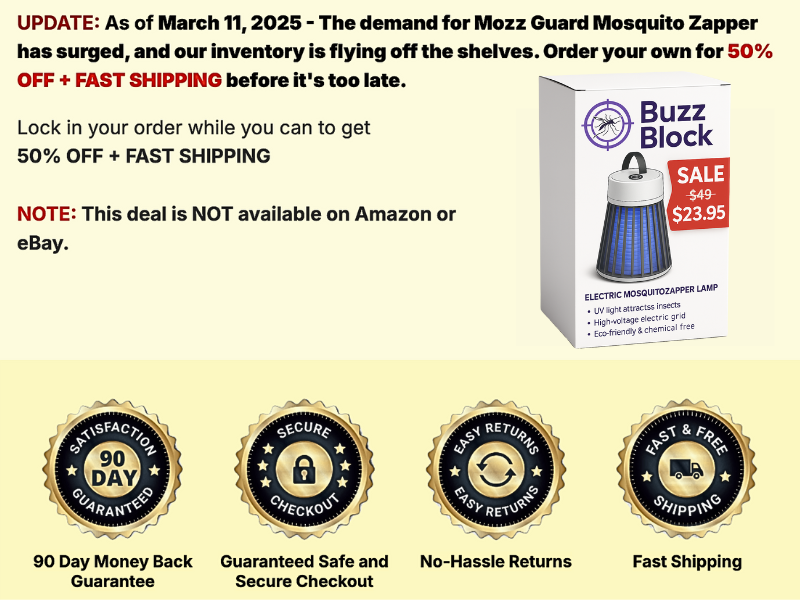 UPDATE: As of March 11, 2025 - The demand for Mozz Guard Mosquito Zapper
has surged, and our inventory is flying off the shelves. Order your own for 50%
OFF + FAST SHIPPING before it's too late.
Lock in your order while you can to get
50% OFF + FAST SHIPPING
NOTE: This deal is NOT available on Amazon or
eBay.
Buzz
Block
SALE
$49
$23.95
ELECTRIC MOSQUITOZAPPER LAMP
• UV light attractss insects
• High-voltage electric grid
• Eco-friendly & chemical free
SATISFACTION
90
DAY
GUARANTEED
SECURE
CHECKOUT
EASY RETURNS
EASY RETURNS
FAST & FREE
SHIPPING
90 Day Money Back
Guarantee
Guaranteed Safe and
Secure Checkout
No-Hassle Returns
Fast Shipping